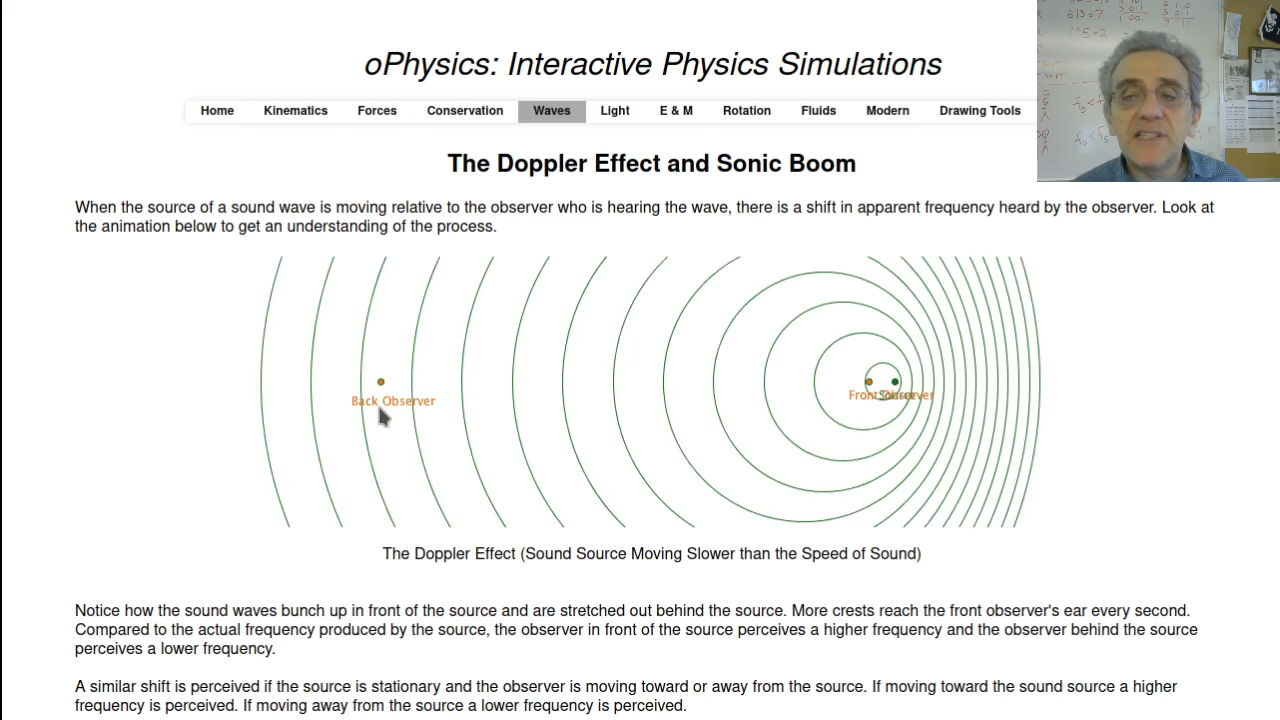 oPhysics: Interactive Physics Simulations
Home Kinematics Forces Conservation Waves Light E & M Rotation Fluids Modern Drawing Tools
The Doppler Effect and Sonic Boom
When the source of a sound wave is moving relative to the observer who is hearing the wave, there is a shift in apparent frequency heard by the observer. Look at
the animation below to get an understanding of the process.
Back Observer
Front Observer
Source
The Doppler Effect (Sound Source Moving Slower than the Speed of Sound)
Notice how the sound waves bunch up in front of the source and are stretched out behind the source. More crests reach the front observer's ear every second.
Compared to the actual frequency produced by the source, the observer in front of the source perceives a higher frequency and the observer behind the source
perceives a lower frequency.
A similar shift is perceived if the source is stationary and the observer is moving toward or away from the source. If moving toward the sound source a higher
frequency is perceived. If moving away from the source a lower frequency is perceived.